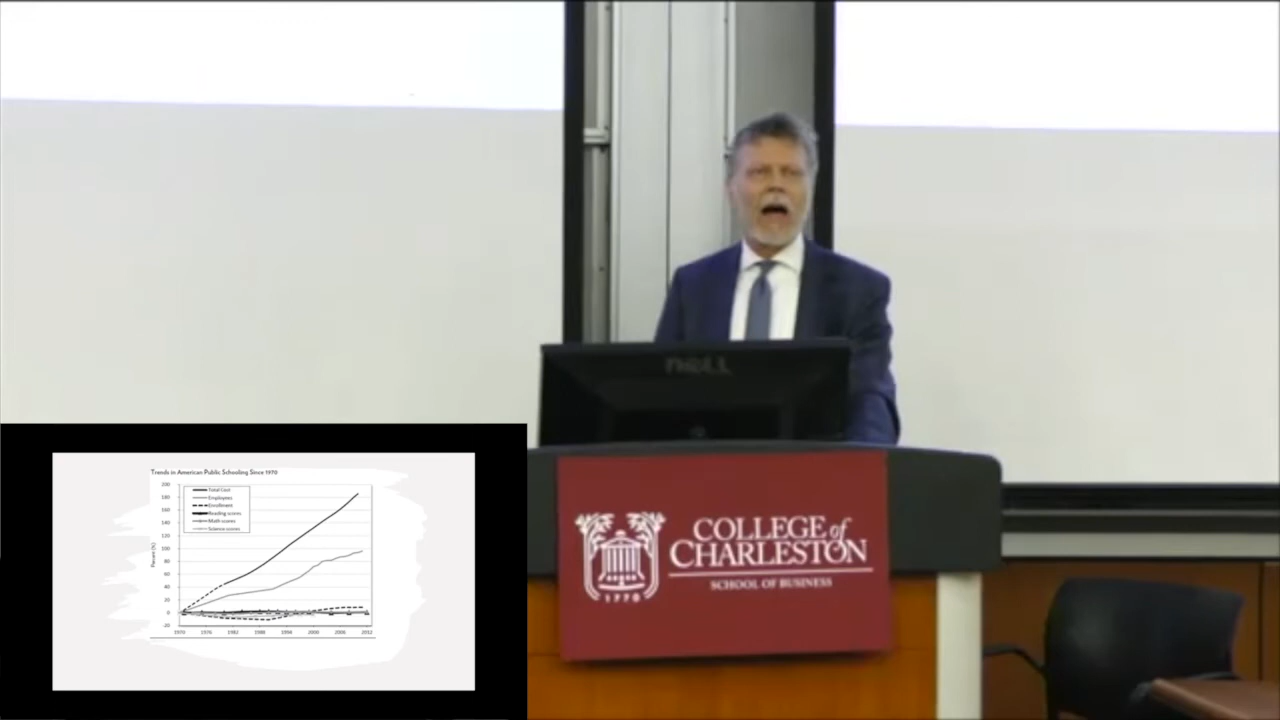 DELL
Trends in American Public Schooling Since 1970
200
180
160
140
120
100
80
60
40
20
0
-20
Percent (%)
Total Cost
Employees
Enrollment
Reading scores
Math scores
Science scores
1970 1976 1982 1988 1994 2000 2006 2012
COLLEGE of
CHARLESTON
SCHOOL OF BUSINESS
1770